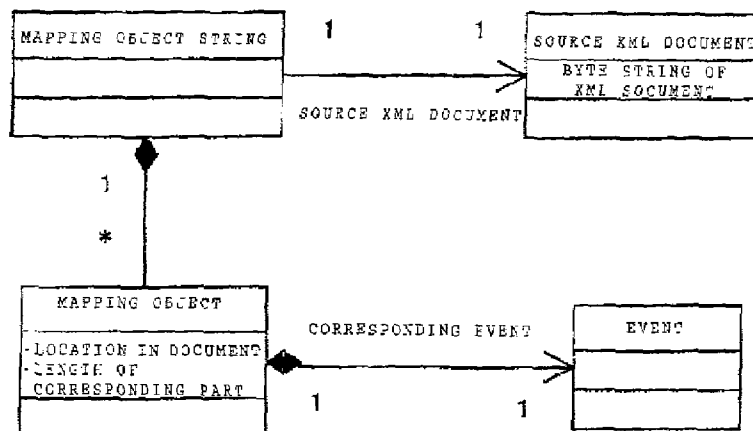 MAPPING OBJECT STRING
1
1
SOURCE XML DOCUMENT
BYTE STRING OF
XML SOCUMENT
SOURCE XML DOCUMENT
1
*
MAPPING OBJECT
-LOCATION IN DOCUMENT
-LENGTH OF
CORRESPONDING PART
CORRESPONDING EVENT
1
1
EVENT